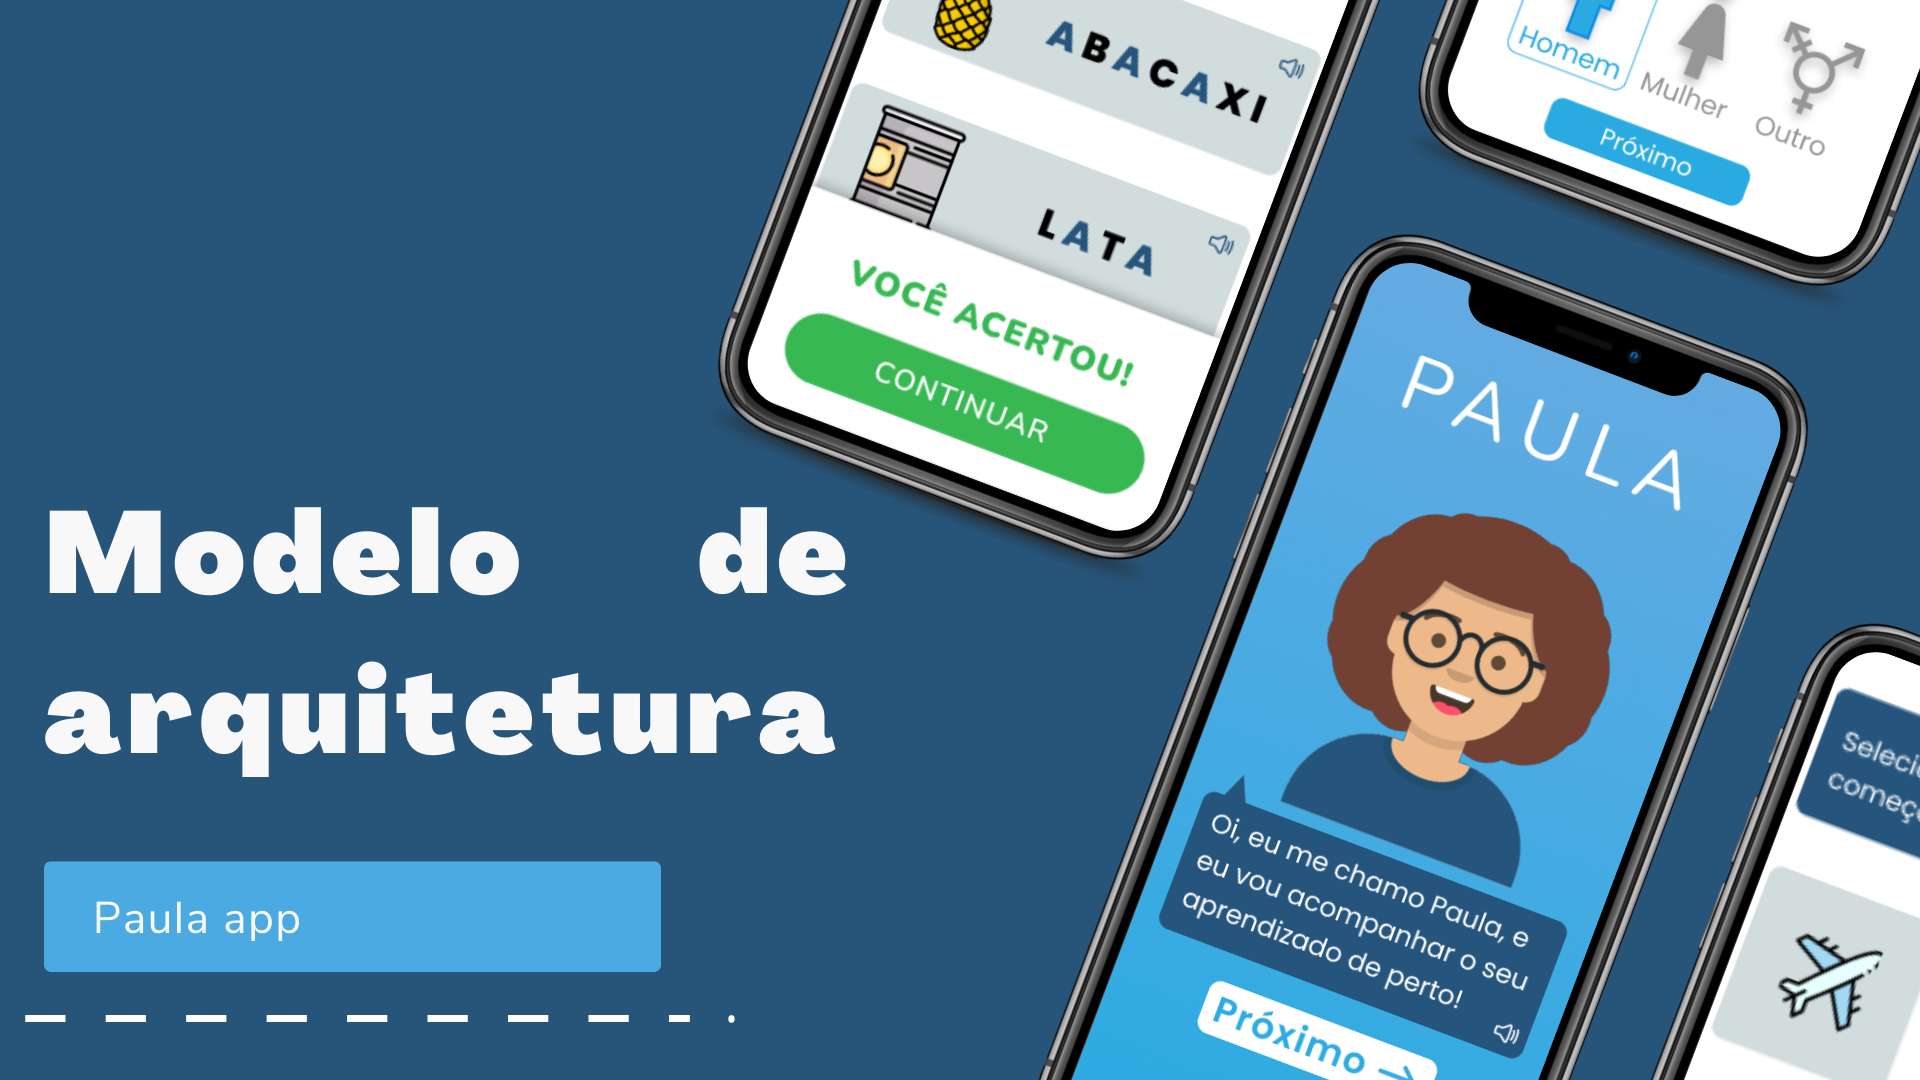 Modelo de
arquitetura
Paula app
ABACAXI
LATA
VOCÊ ACERTOU!
CONTINUAR
Homem
Mulher
Outro
Próximo
PAULA
Oi, eu me chamo Paula, e
eu vou acompanhar o seu
aprendizado de perto!
Próximo →